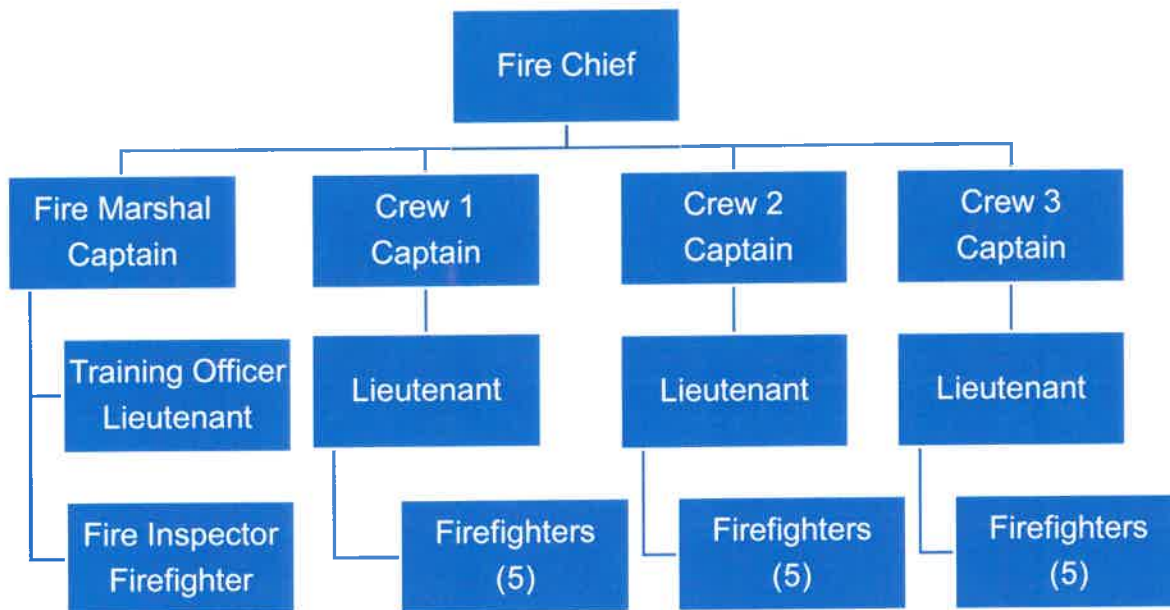 Fire Chief
Fire Marshal
Captain
Crew 1
Captain
Crew 2
Captain
Crew 3
Captain
Training Officer
Lieutenant
Lieutenant
Lieutenant
Lieutenant
Fire Inspector
Firefighter
Firefighters
(5)
Firefighters
(5)
Firefighters
(5)